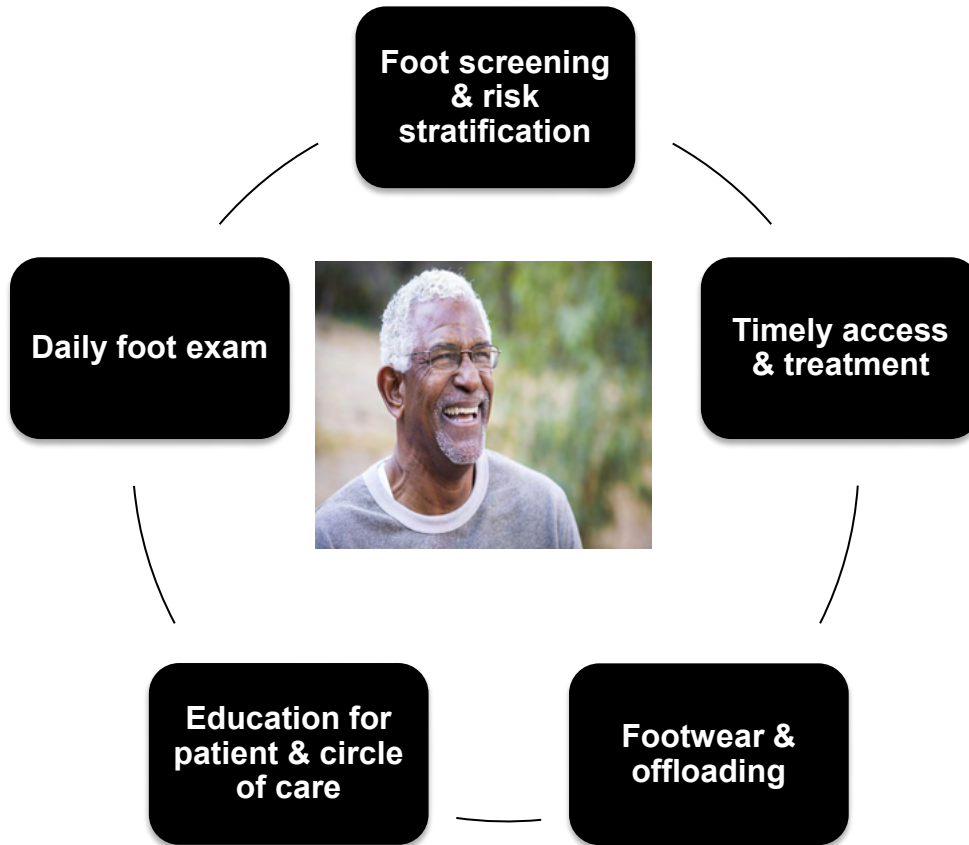 Foot screening
& risk
stratification
Timely access
& treatment
Footwear &
offloading
Education for
patient & circle
of care
Daily foot exam